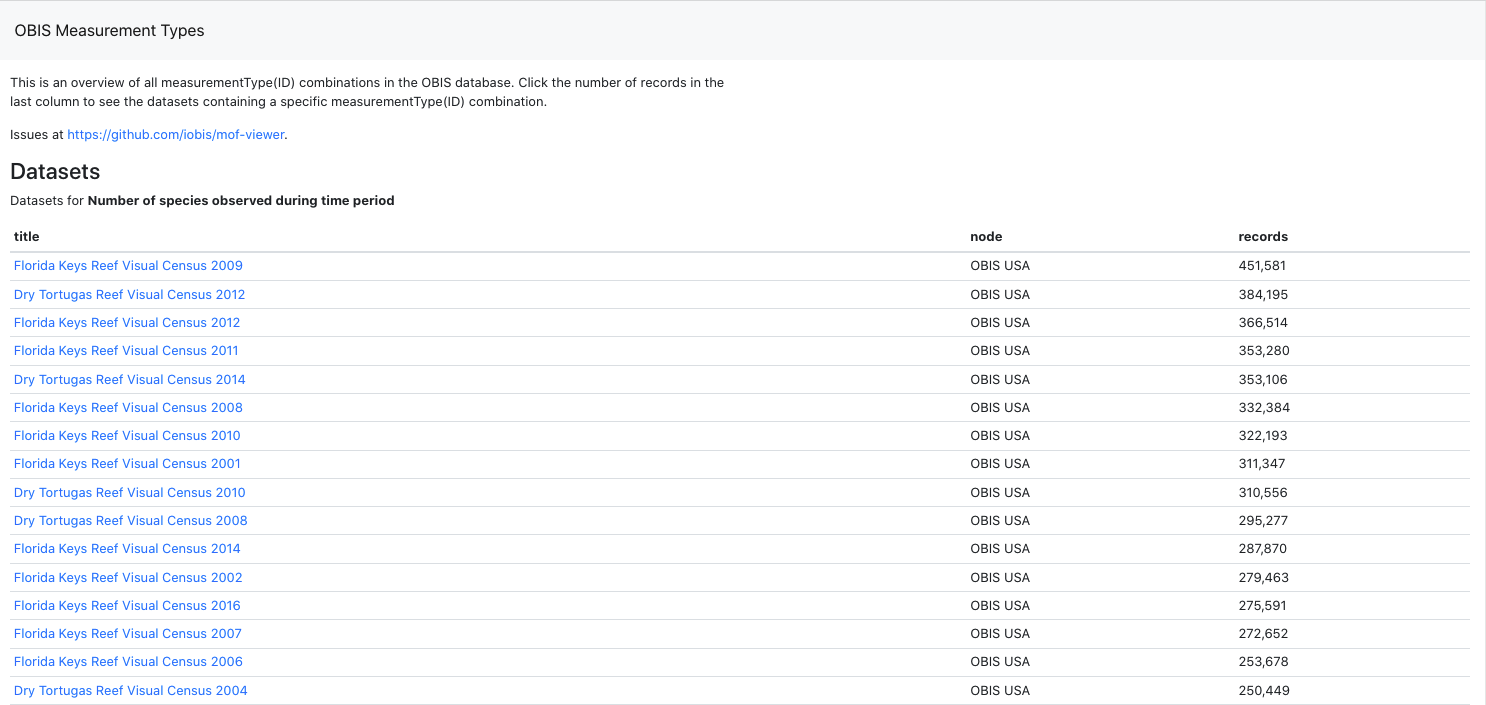 OBIS Measurement Types
This is an overview of all measurementType(ID) combinations in the OBIS database. Click the number of records in the
last column to see the datasets containing a specific measurementType(ID) combination.
Issues at https://github.com/iobis/mof-viewer.
Datasets
Datasets for Number of species observed during time period
title node records
Florida Keys Reef Visual Census 2009 OBIS USA 451,581
Dry Tortugas Reef Visual Census 2012 OBIS USA 384,195
Florida Keys Reef Visual Census 2012 OBIS USA 366,514
Florida Keys Reef Visual Census 2011 OBIS USA 353,280
Dry Tortugas Reef Visual Census 2014 OBIS USA 353,106
Florida Keys Reef Visual Census 2008 OBIS USA 332,384
Florida Keys Reef Visual Census 2010 OBIS USA 322,193
Florida Keys Reef Visual Census 2001 OBIS USA 311,347
Dry Tortugas Reef Visual Census 2010 OBIS USA 310,556
Dry Tortugas Reef Visual Census 2008 OBIS USA 295,277
Florida Keys Reef Visual Census 2014 OBIS USA 287,870
Florida Keys Reef Visual Census 2002 OBIS USA 279,463
Florida Keys Reef Visual Census 2016 OBIS USA 275,591
Florida Keys Reef Visual Census 2007 OBIS USA 272,652
Florida Keys Reef Visual Census 2006 OBIS USA 253,678
Dry Tortugas Reef Visual Census 2004 OBIS USA 250,449